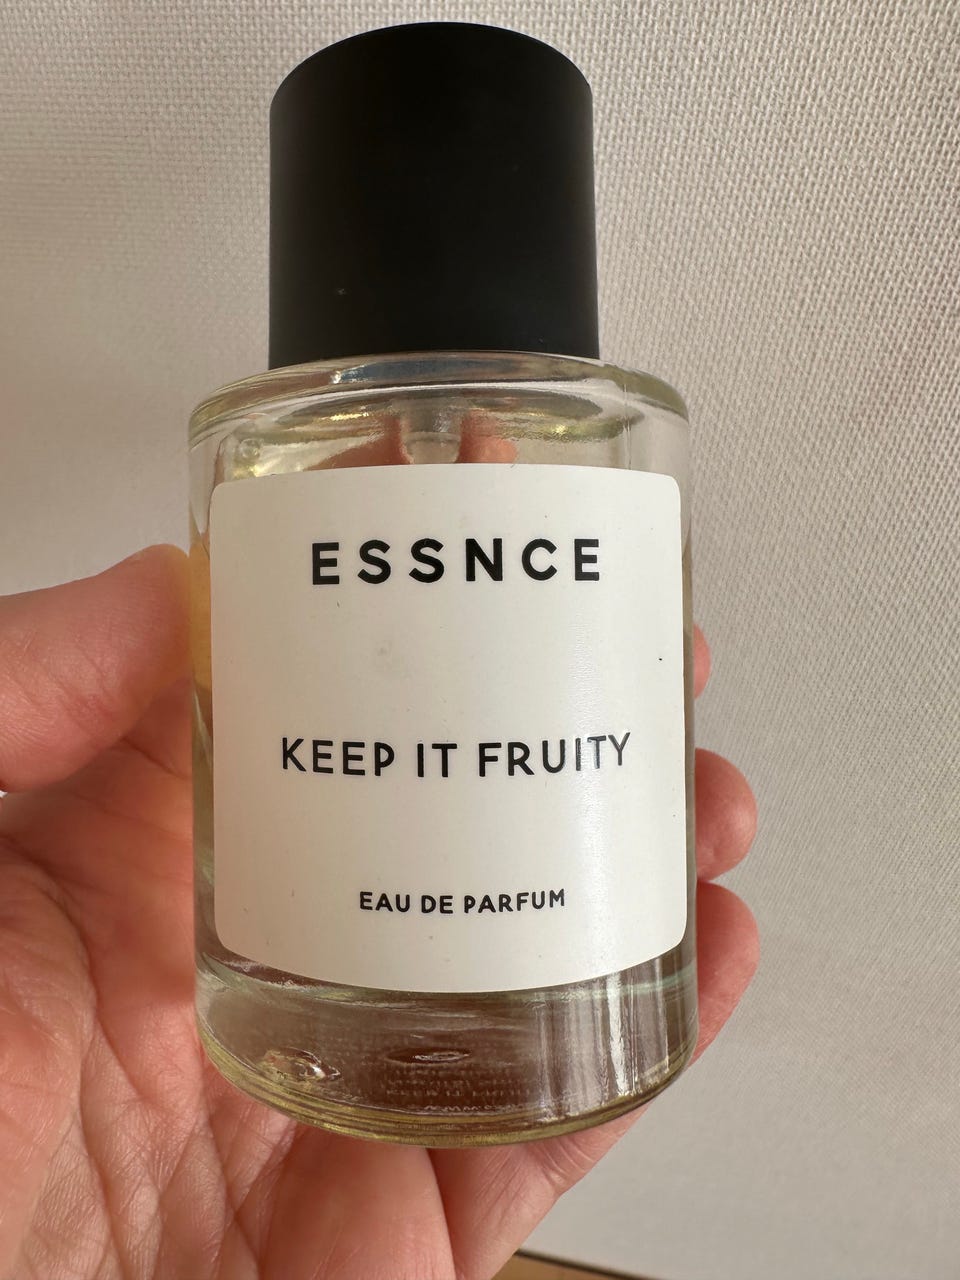 ESSNCE
KEEP IT FRUITY
EAU DE PARFUM